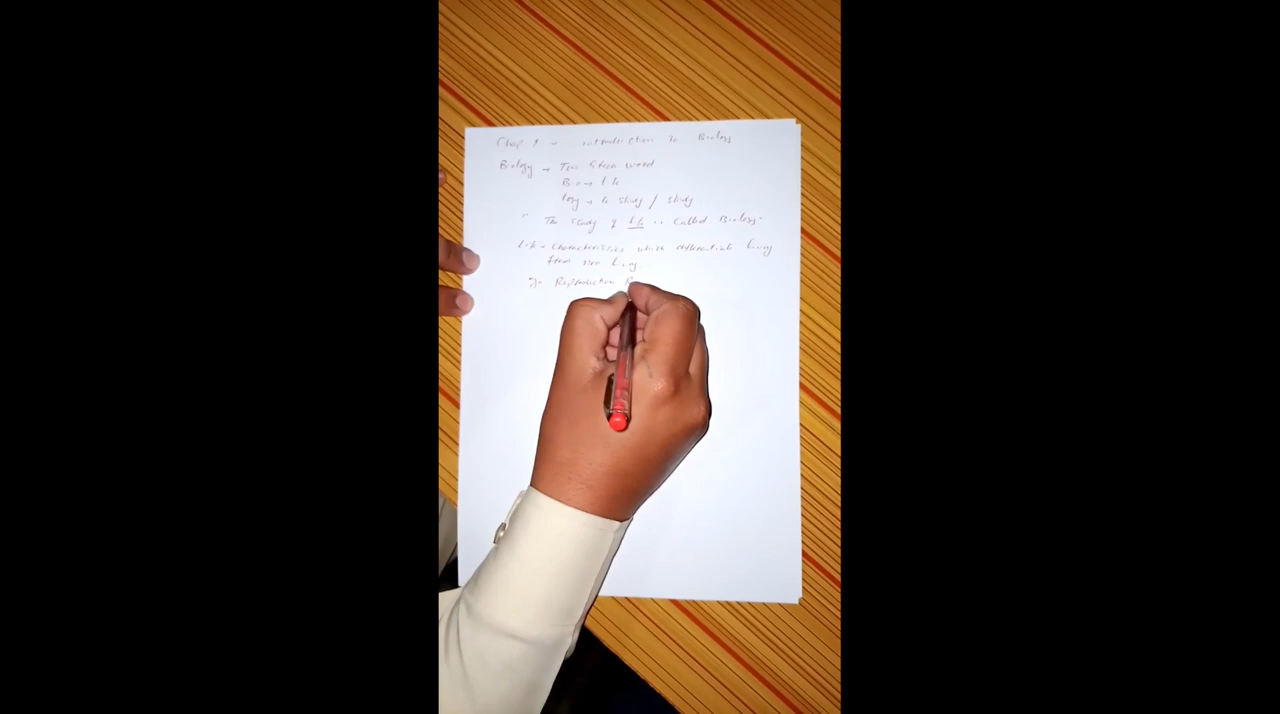 Chap 1 introduction to Biology
Biology → Two Greek word
Bio → life
logy → to study / study
" The study of life is called Biology "
Life → Characteristics which differentiate living
from non living
Reproduction